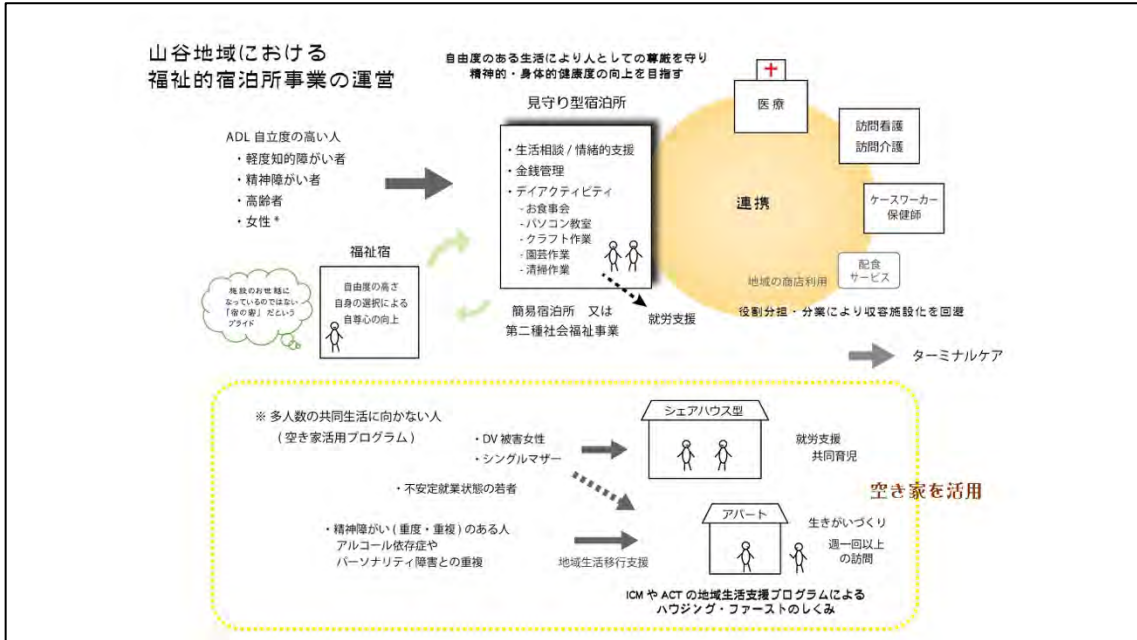 山谷地域における
福祉的宿泊所事業の運営
自由度のある生活により人としての尊厳を守り
精神的・身体的健康度の向上を目指す
見守り型宿泊所
ADL 自立度の高い人
・軽度知的障がい者
・精神障がい者
・高齢者
・女性*
・生活相談 / 情緒的支援
・金銭管理
・デイアクティビティ
- お食事会
- パソコン教室
- クラフト作業
- 園芸作業
- 清掃作業
医療
訪問看護
訪問介護
連携
ケースワーカー
保健師
配食
サービス
地域の商店利用
福祉宿
自由度の高さ
自身の選択による
自尊心の向上
施設のお世話に
なっているのではない
「宿の客」だという
プライド
簡易宿泊所 又は
第二種社会福祉事業
就労支援
役割分担・分業により収容施設化を回避
ターミナルケア
※ 多人数の共同生活に向かない人
( 空き家活用プログラム )
・DV 被害女性
・シングルマザー
・不安定就業状態の若者
・精神障がい ( 重度・重複 ) のある人
アルコール依存症や
パーソナリティ障害との重複
地域生活移行支援
シェアハウス型
就労支援
共同育児
空き家を活用
アパート
生きがいづくり
週一回以上
の訪問
ICM や ACT の地域生活支援プログラムによる
ハウジング・ファーストのしくみ